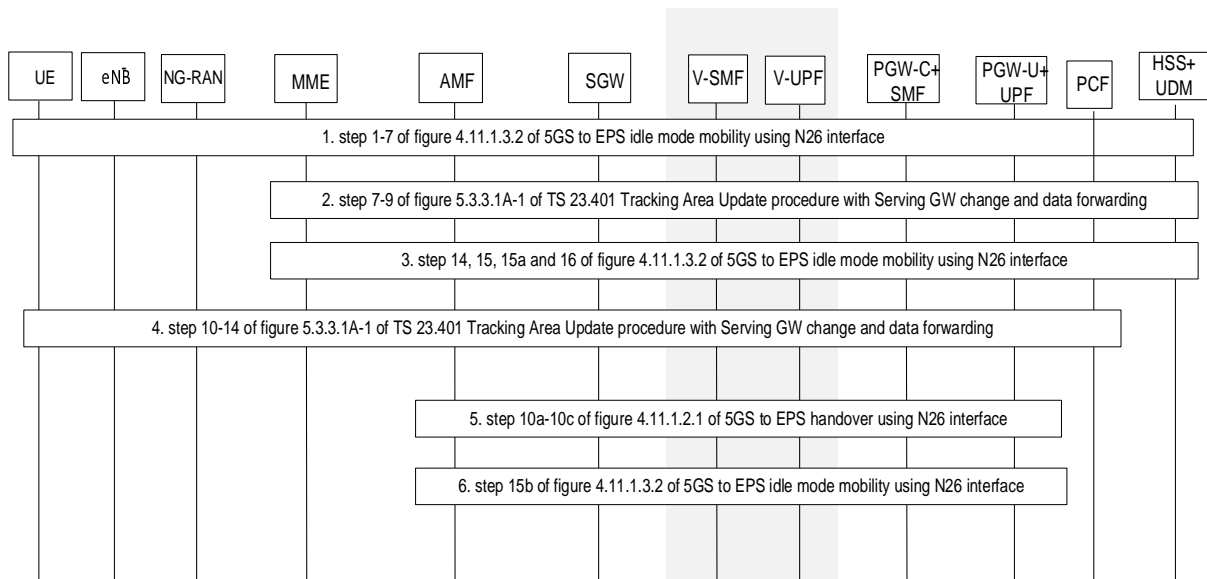 UE
eNB
NG-RAN
MME
AMF
SGW
V-SMF
V-UPF
PGW-C+
SMF
PGW-U+
UPF
PCF
HSS+
UDM
1. step 1-7 of figure 4.11.1.3.2 of 5GS to EPS idle mode mobility using N26 interface
2. step 7-9 of figure 5.3.3.1A-1 of TS 23.401 Tracking Area Update procedure with Serving GW change and data forwarding
3. step 14, 15, 15a and 16 of figure 4.11.1.3.2 of 5GS to EPS idle mode mobility using N26 interface
4. step 10-14 of figure 5.3.3.1A-1 of TS 23.401 Tracking Area Update procedure with Serving GW change and data forwarding
5. step 10a-10c of figure 4.11.1.2.1 of 5GS to EPS handover using N26 interface
6. step 15b of figure 4.11.1.3.2 of 5GS to EPS idle mode mobility using N26 interface